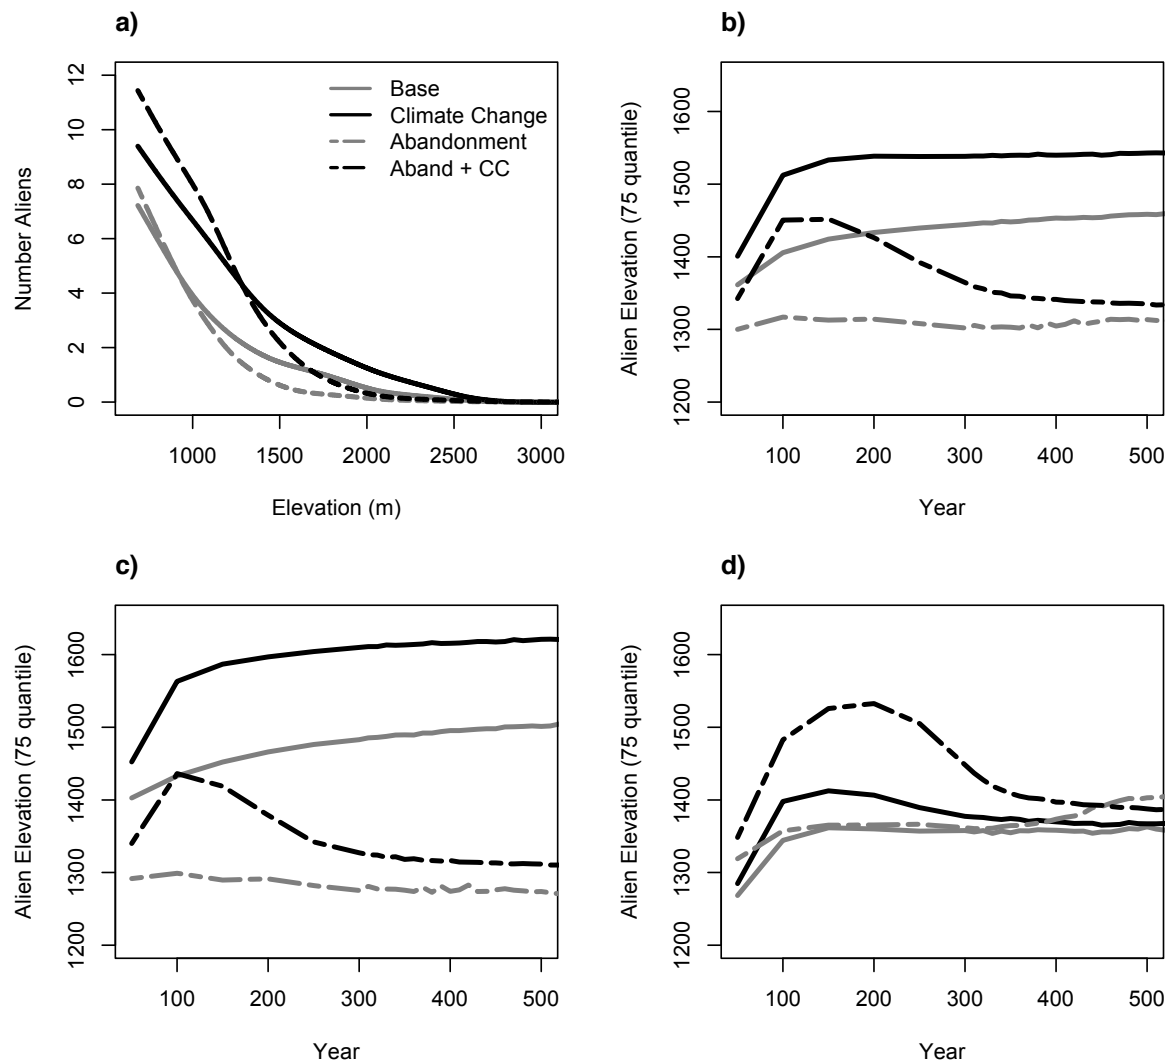 a)
12
10
8
6
4
2
0
Number Aliens
Base
Climate Change
Abandonment
Aband + CC
1000 1500 2000 2500 3000
Elevation (m)
b)
1600
1500
1400
1300
1200
Alien Elevation (75 quantile)
100 200 300 400 500
Year
c)
1600
1500
1400
1300
1200
Alien Elevation (75 quantile)
100 200 300 400 500
Year
d)
1600
1500
1400
1300
1200
Alien Elevation (75 quantile)
100 200 300 400 500
Year